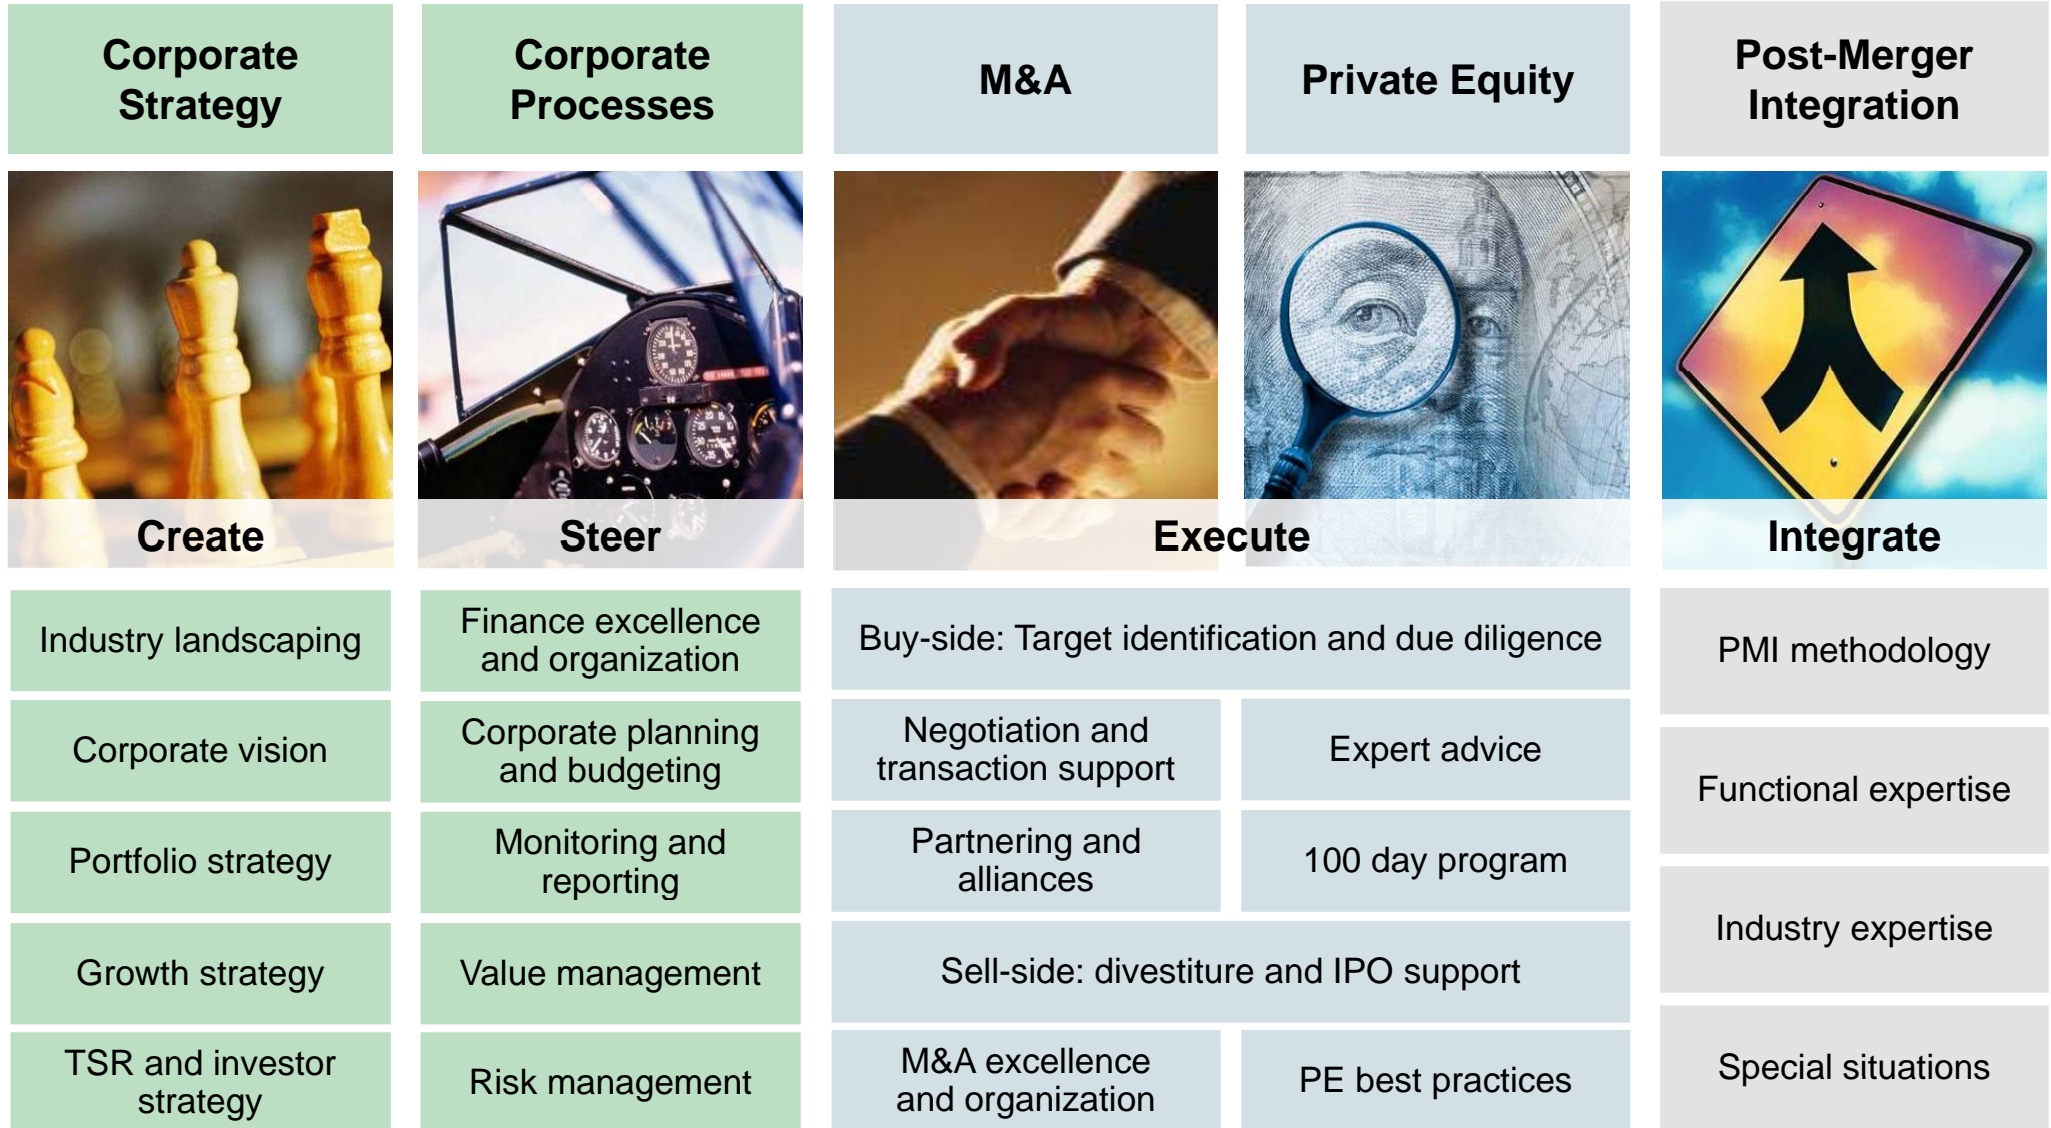 Corporate
Strategy
Corporate
Processes
M&A
Private Equity
Post-Merger
Integration
Create
Steer
Execute
Integrate
Industry landscaping
Corporate vision
Portfolio strategy
Growth strategy
TSR and investor
strategy
Finance excellence
and organization
Corporate planning
and budgeting
Monitoring and
reporting
Value management
Risk management
Buy-side: Target identification and due diligence
Negotiation and
transaction support
Expert advice
Partnering and
alliances
100 day program
Sell-side: divestiture and IPO support
M&A excellence
and organization
PE best practices
PMI methodology
Functional expertise
Industry expertise
Special situations